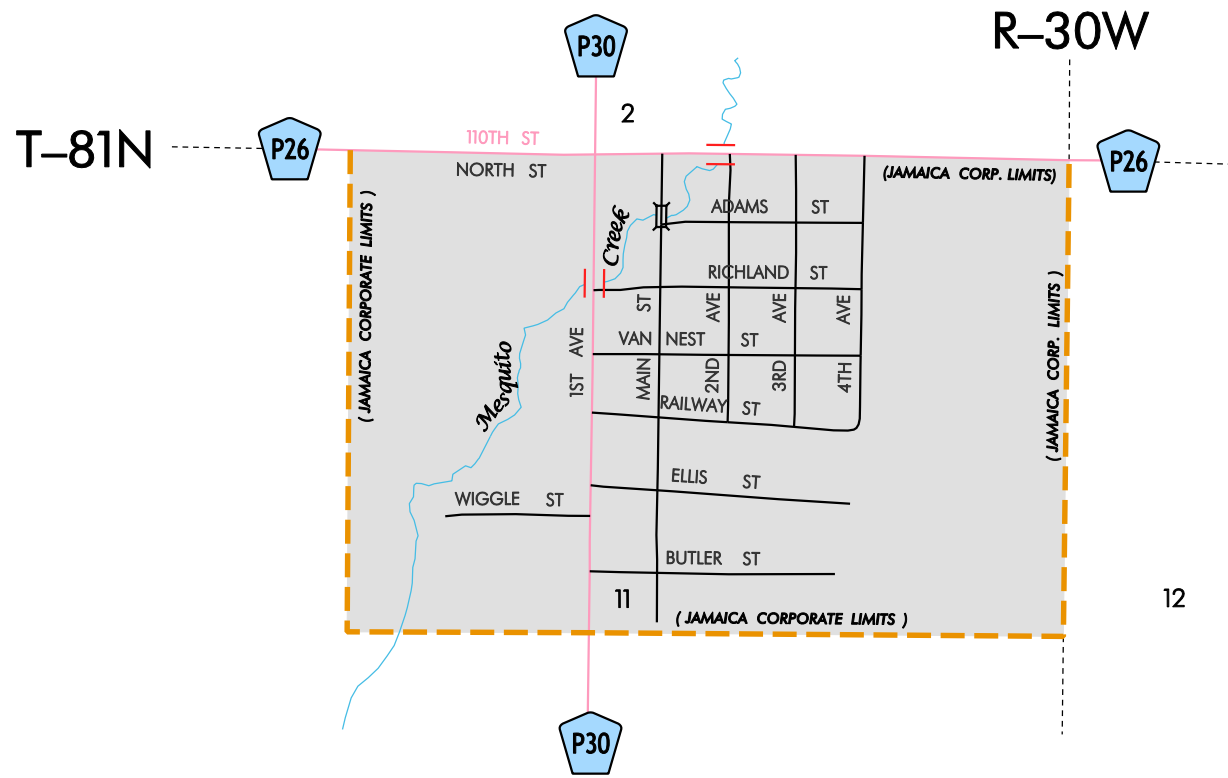 P30
R–30W
2
T–81N
P26
110TH ST
P26
NORTH ST
(JAMAICA CORP. LIMITS)
(JAMAICA CORPORATE LIMITS )
ADAMS ST
Mesquito Creek
RICHLAND ST
(JAMAICA CORP. LIMITS )
1ST AVE
MAIN ST
2ND AVE
3RD AVE
4TH AVE
VAN NEST ST
RAILWAY ST
ELLIS ST
WIGGLE ST
BUTLER ST
11
12
( JAMAICA CORPORATE LIMITS )
P30